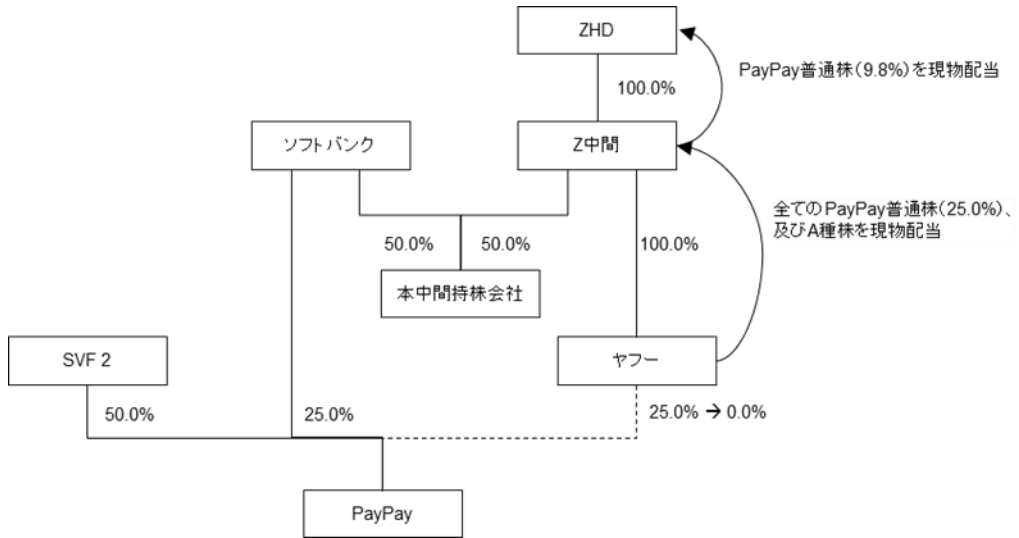 ZHD
PayPay普通株(9.8%)を現物配当
100.0%
ソフトバンク
Z中間
全てのPayPay普通株(25.0%)、
及びA種株を現物配当
50.0%
50.0%
100.0%
本中間持株会社
SVF 2
ヤフー
50.0%
25.0%
25.0% → 0.0%
PayPay